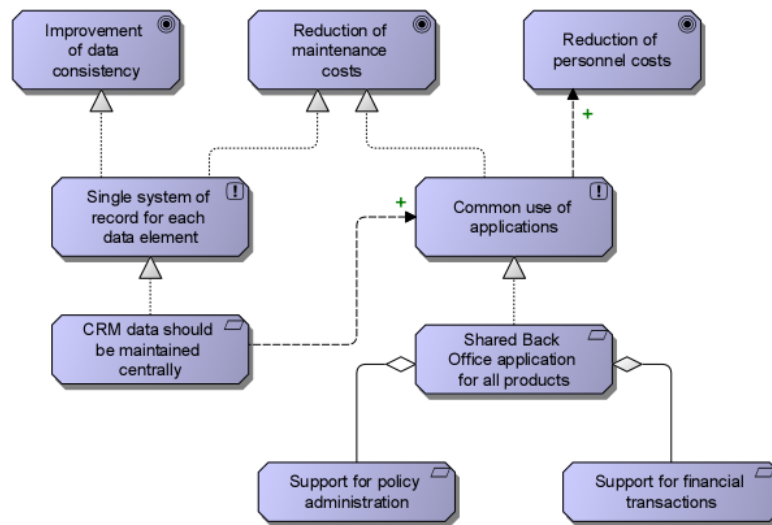 Improvement
of data
consistency
Reduction of
maintenance
costs
Reduction of
personnel costs
+
Single system of
record for each
data element
+
Common use of
applications
CRM data should
be maintained
centrally
Shared Back
Office application
for all products
Support for policy
administration
Support for financial
transactions